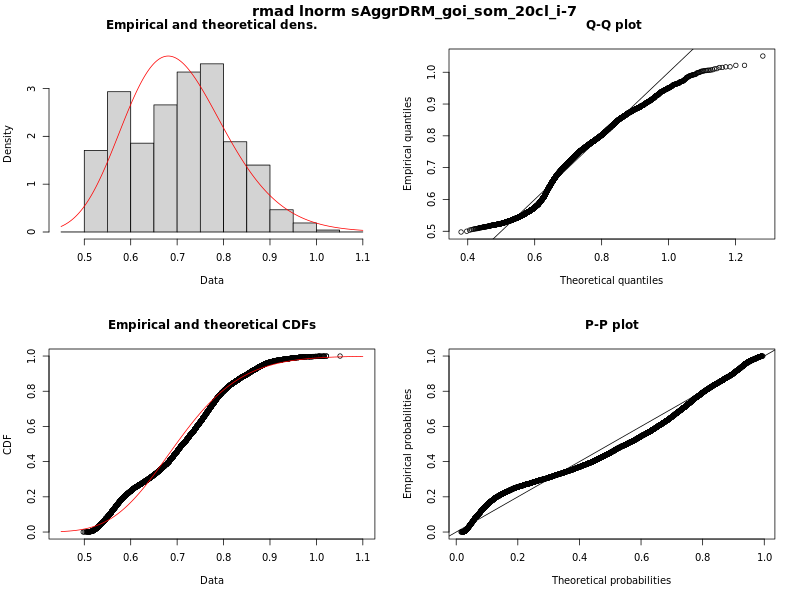 rmad lnorm sAggrDRM_goi_som_20cl_i-7
Empirical and theoretical dens.
Density
0 1 2 3
0.5 0.6 0.7 0.8 0.9 1.0 1.1
Data
Q-Q plot
Empirical quantiles
0.5 0.6 0.7 0.8 0.9 1.0
0.4 0.6 0.8 1.0 1.2
Theoretical quantiles
Empirical and theoretical CDFs
CDF
0.0 0.2 0.4 0.6 0.8 1.0
0.5 0.6 0.7 0.8 0.9 1.0 1.1
Data
P-P plot
Empirical probabilities
0.0 0.2 0.4 0.6 0.8 1.0
0.0 0.2 0.4 0.6 0.8 1.0
Theoretical probabilities